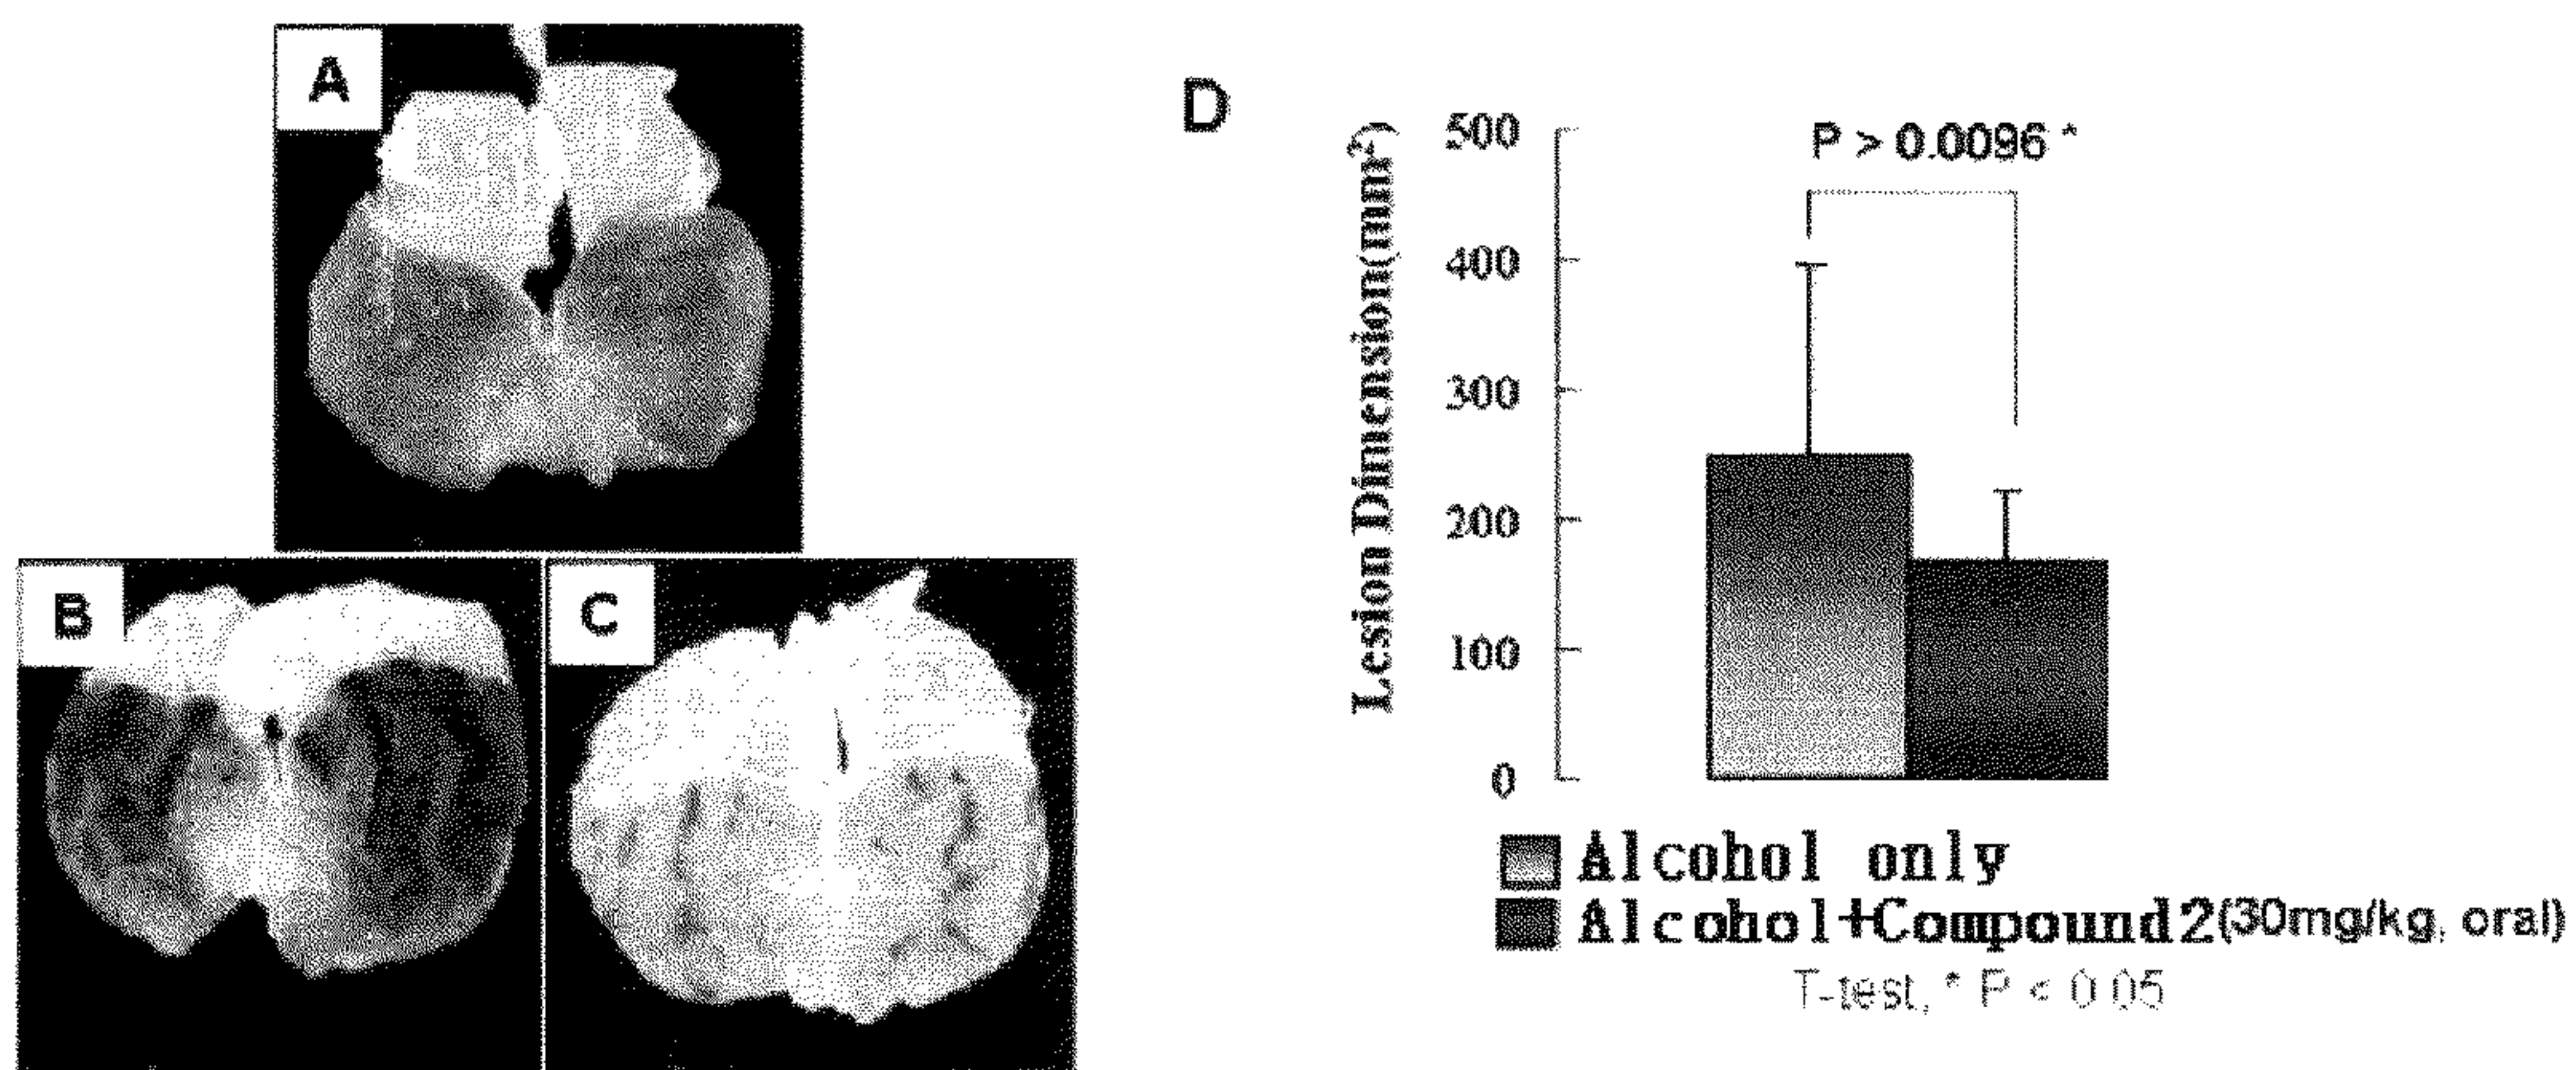 A
B
C
D
Lesion Dimension(mm²)
500
400
300
200
100
0
P > 0.0096 *
Alcohol only
Alcohol+Compound2(30mg/kg, oral)
T-test, * P < 0.05